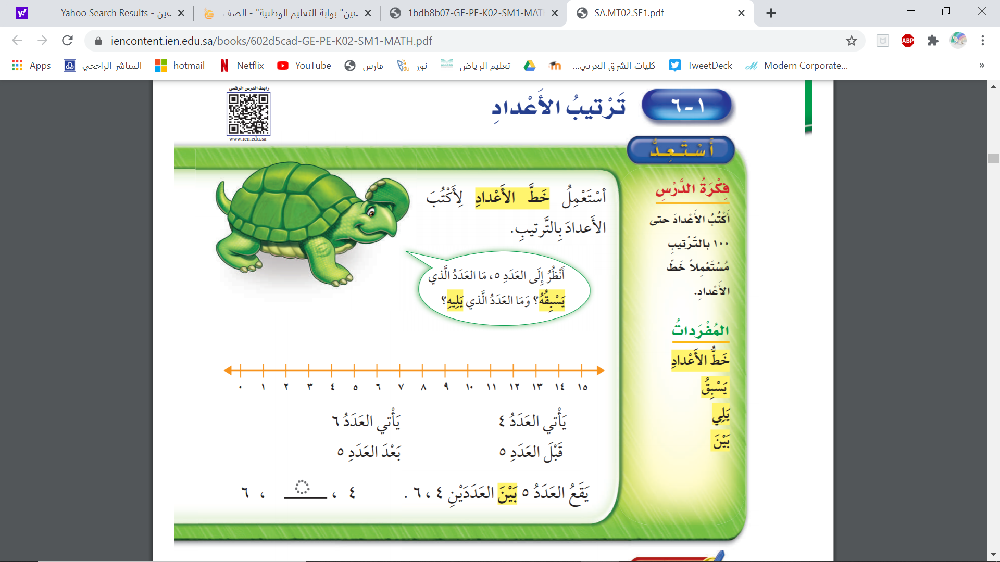 عين - Yahoo Search Results
عين" بوابة التعليم الوطنية" - الصف
1bdb8b07-GE-PE-K02-SM1-MATH
SA.MT02.SE1.pdf
iencontent.ien.edu.sa/books/602d5cad-GE-PE-K02-SM1-MATH.pdf
ABP
Apps
المباشر الراجحي
hotmail
Netflix
YouTube
فارس
نور
تعليم الرياض
كليات الشرق العربي...
TweetDeck
Modern Corporate...
»
رابط الدرس الرقمي
www.ien.edu.sa
١-٦
تَرْتيبُ الأَعْدادِ
أَسْتَعِدُّ
فِكْرَةُ الدَّرْسِ
أَكْتُبُ الأَعْدادَ حتى
١٠٠ بالتَّرْتيبِ
مُسْتَعْمِلاً خَطَّ
الأَعْدادِ.
المُفْرَداتُ
خَطُّ الأَعْدادِ
يَسْبِقُ
يَلِي
بَيْنَ
أسْتَعْمِلُ خَطَّ الأَعْدادِ لِأَكْتُبَ
الأَعدادَ بِالتَّرتيبِ.
أَنْظُرُ إِلَى العَدَدِ ٥، مَا العَدَدُ الَّذي
يَسْبِقُهُ؟ وَمَا العَدَدُ الَّذي يَلِيهِ؟
٠ ١ ٢ ٣ ٤ ٥ ٦ ٧ ٨ ٩ ١٠ ١١ ١٢ ١٣ ١٤ ١٥
يَأْتي العَدَدُ ٤
قَبْلَ العَدَدِ ٥
يَأْتي العَدَدُ ٦
بَعْدَ العَدَدِ ٥
يَقَعُ العَدَدُ ٥ بَيْنَ العَدَدَيْنِ ٤ ، ٦ .
٤ ، ____ ، ٦